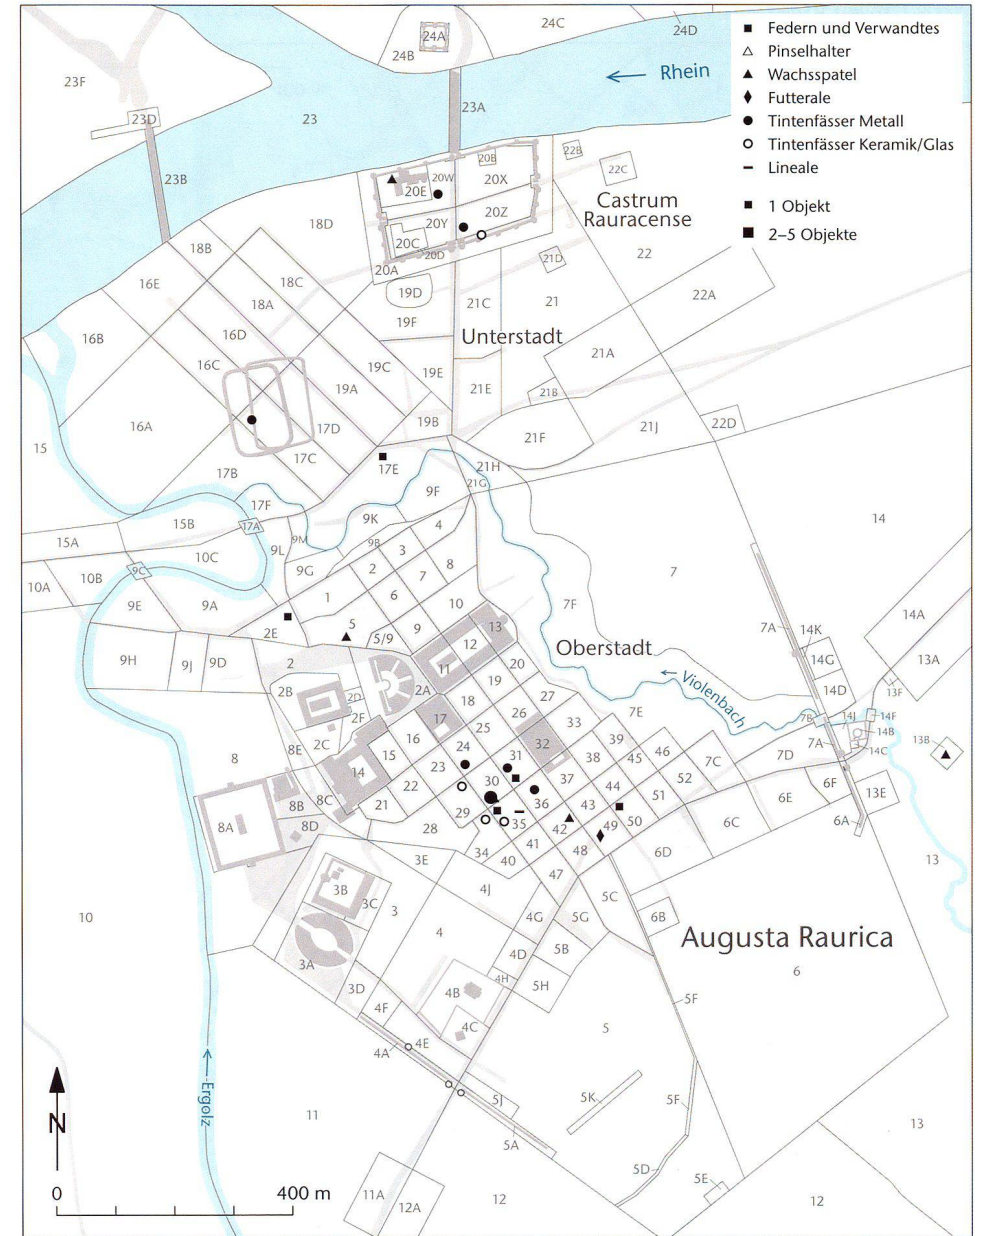 24C
24D
24A
24B
23F
Rhein
23A
23D
23
23B
Federn und Verwandtes
Pinselhalter
Wachsspatel
Futterale
Tintenfässer Metall
Tintenfässer Keramik/Glas
Lineale
1 Objekt
2–5 Objekte
22B
20B
22C
20W
20X
20E
Castrum
Rauracense
20Z
20Y
18D
20C
20D
18B
22
21D
20A
16E
18C
19D
22A
18A
21C
21
19F
16D
16B
Unterstadt
21A
16C
19C
19E
19A
21E
21B
19B
22D
16A
17D
21J
21F
15
17C
17E
17B
21H
21G
9F
17F
9K
14
15B
17A
4
15A
9M
9B
9L
3
10C
9G
2
8
9C
10B
7
7
10A
6
1
9E
9A
10
7F
5
14A
2E
5/9
9
13
7A
14K
12
Oberstadt
9H
9J
9D
2
11
20
14G
13A
19
2B
2A
Violenbach
14D
13F
2D
18
27
7E
2F
17
26
33
7B
14J
14F
25
14B
16
39
13B
2C
8E
24
32
7A
14C
15
31
46
8
38
45
7C
7D
14
23
30
37
44
52
6F
22
13E
8C
8B
21
36
43
51
6E
29
35
49
50
6A
8A
8D
28
42
6C
41
34
48
6D
40
3E
13
47
3B
4J
5C
3C
3
10
4G
5G
6B
4
Augusta Raurica
4D
5B
3A
6
4H
5H
3D
4B
5F
4F
4C
5
4E
4A
5K
5J
5F
Ergolz
11
13
N
5A
5D
5E
0
400 m
11A
12
12
12A